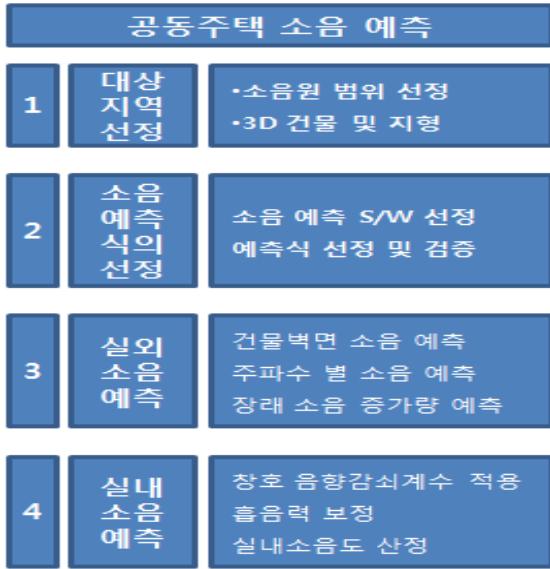 공동주택 소음 예측
1
대상
지역
선정
•소음원 범위 선정
•3D 건물 및 지형
2
소음
예측
식의
선정
소음 예측 S/W 선정
예측식 선정 및 검증
3
실외
소음
예측
건물벽면 소음 예측
주파수 별 소음 예측
장래 소음 증가량 예측
4
실내
소음
예측
창호 음향감쇠계수 적용
흡음력 보정
실내소음도 산정